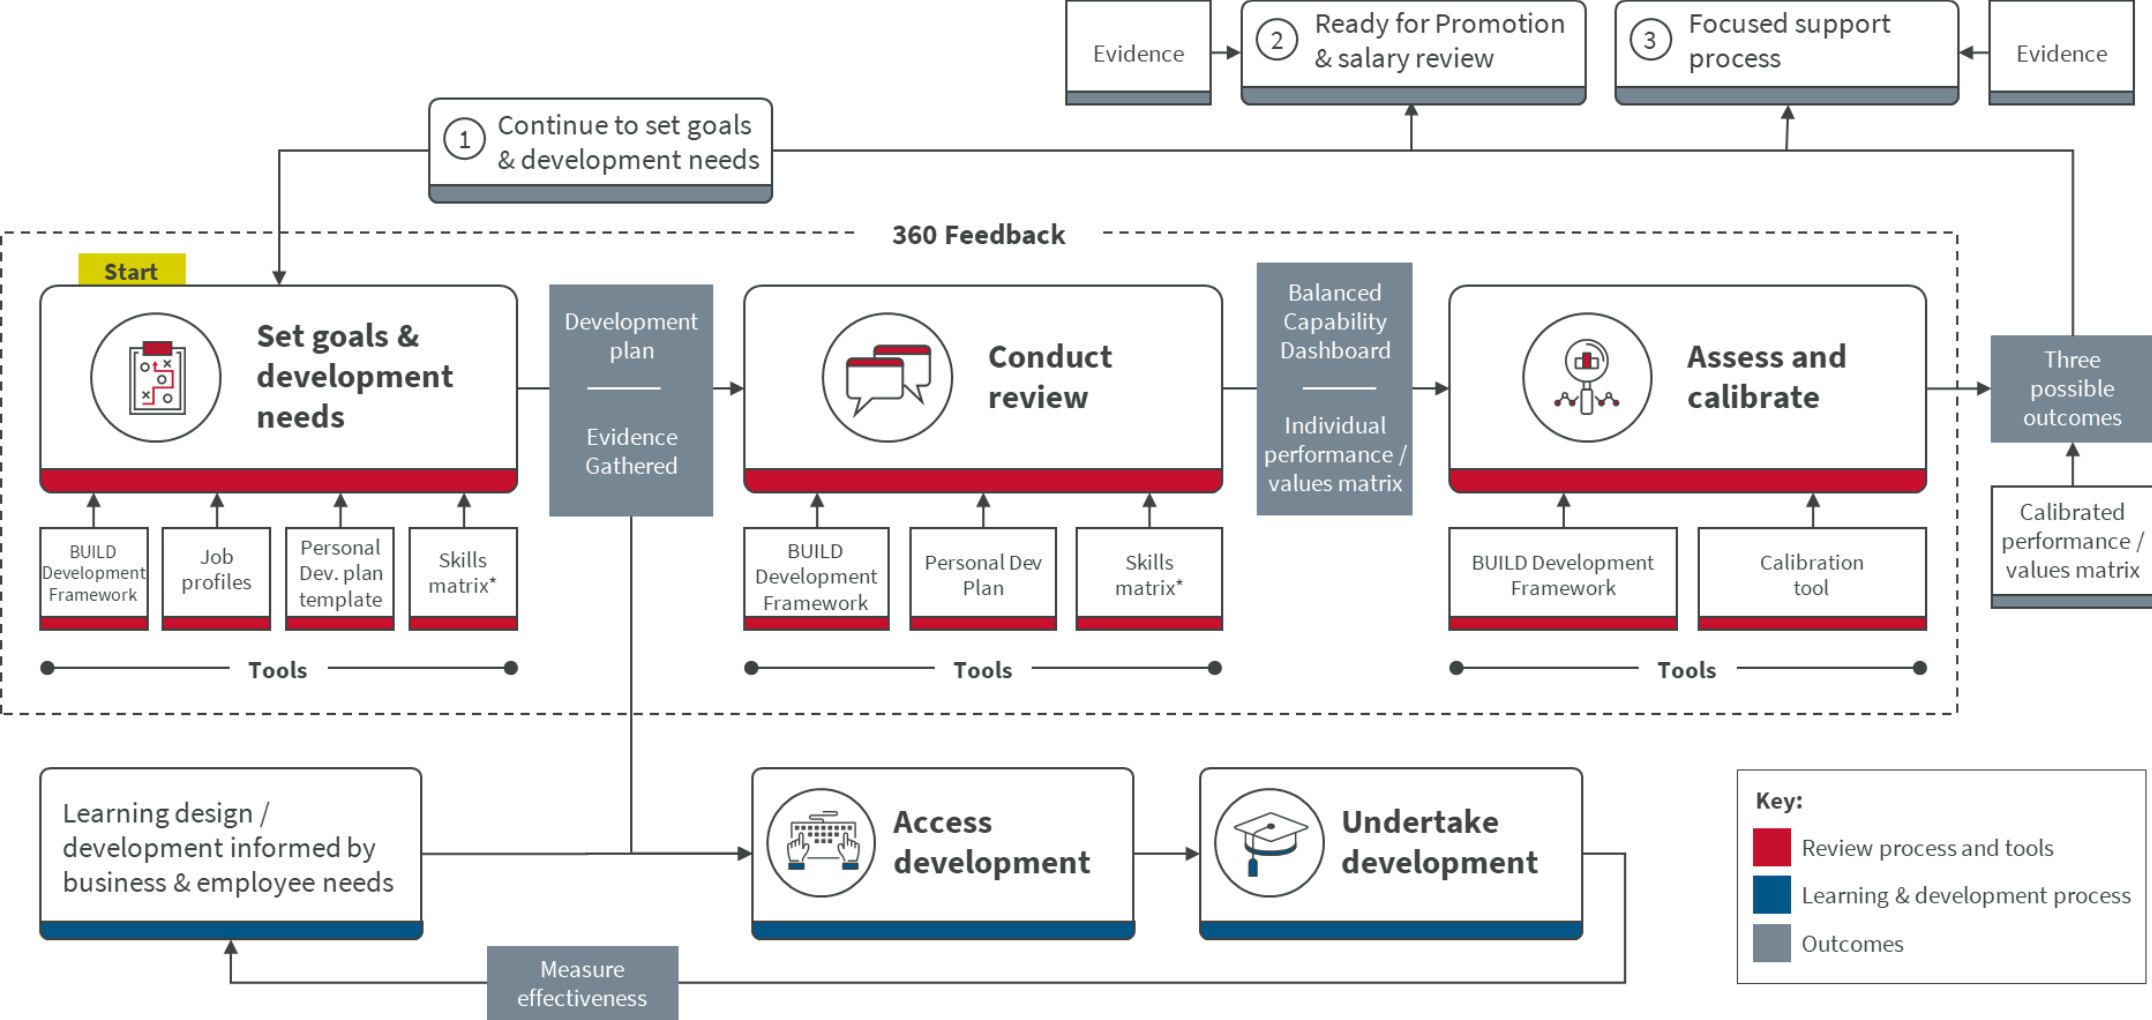 Evidence
2
Ready for Promotion
& salary review
3
Focused support
process
Evidence
1
Continue to set goals
& development needs
360 Feedback
Start
Set goals &
development
needs
Development
plan
Evidence
Gathered
Conduct
review
Balanced
Capability
Dashboard
Individual
performance /
values matrix
Assess and
calibrate
Three
possible
outcomes
BUILD
Development
Framework
Job
profiles
Personal
Dev. plan
template
Skills
matrix*
BUILD
Development
Framework
Personal Dev
Plan
Skills
matrix*
BUILD Development
Framework
Calibration
tool
Calibrated
performance /
values matrix
Tools
Tools
Tools
Learning design /
development informed by
business & employee needs
Access
development
Undertake
development
Measure
effectiveness
Key:
Review process and tools
Learning & development process
Outcomes